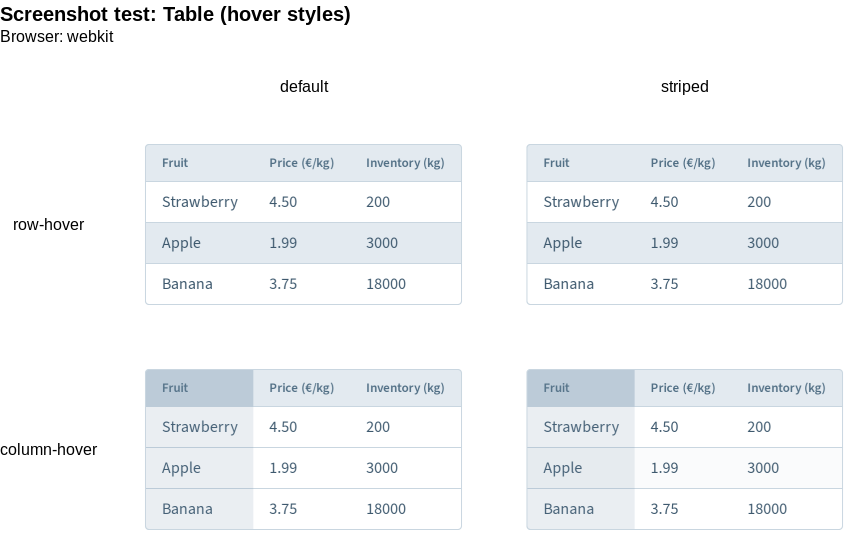 Screenshot test: Table (hover styles)
Browser: webkit
default striped
Fruit Price (€/kg) Inventory (kg) Fruit Price (€/kg) Inventory (kg)
Strawberry 4.50 200 Strawberry 4.50 200
row-hover
Apple 1.99 3000 Apple 1.99 3000
Banana 3.75 18000 Banana 3.75 18000
Fruit Price (€/kg) Inventory (kg) Fruit Price (€/kg) Inventory (kg)
Strawberry 4.50 200 Strawberry 4.50 200
column-hover
Apple 1.99 3000 Apple 1.99 3000
Banana 3.75 18000 Banana 3.75 18000